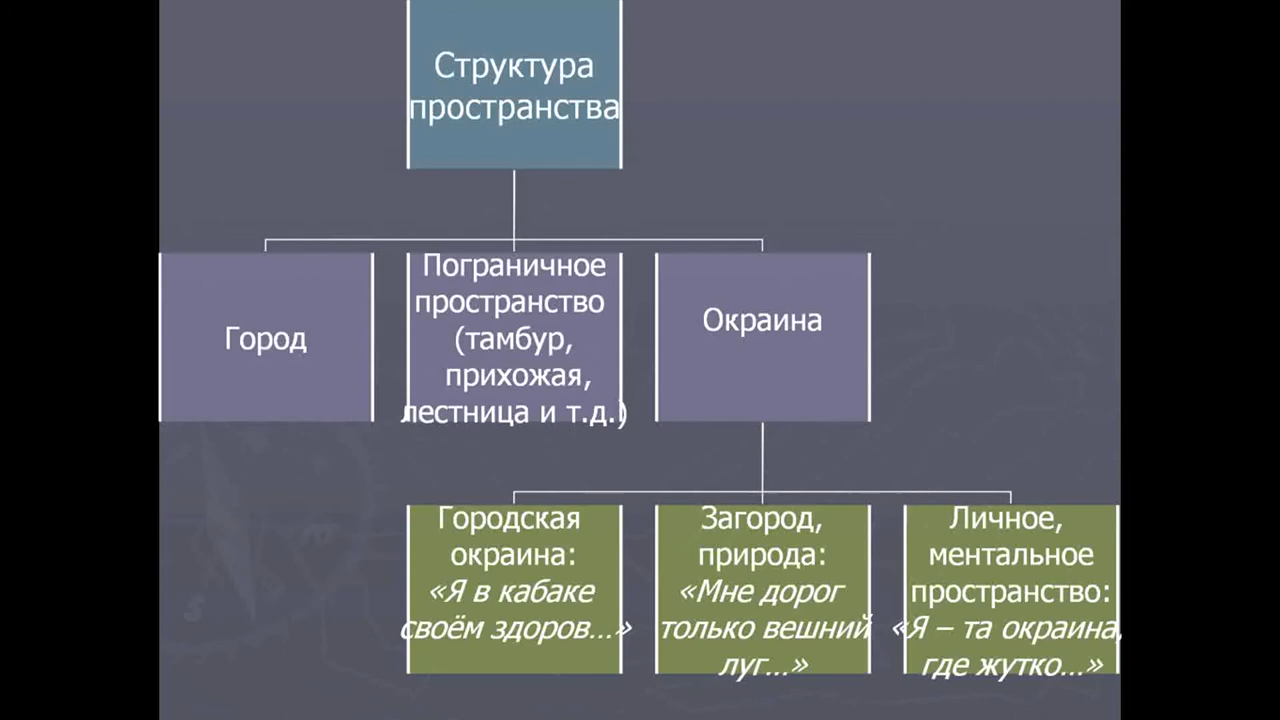 Структура
пространства
Город
Пограничное
пространство
(тамбур,
прихожая,
лестница и т.д.)
Окраина
Городская
окраина:
«Я в кабаке
своём здоров…»
Загород,
природа:
«Мне дорог
только вешний
луг…»
Личное,
ментальное
пространство:
«Я – та окраина,
где жутко…»